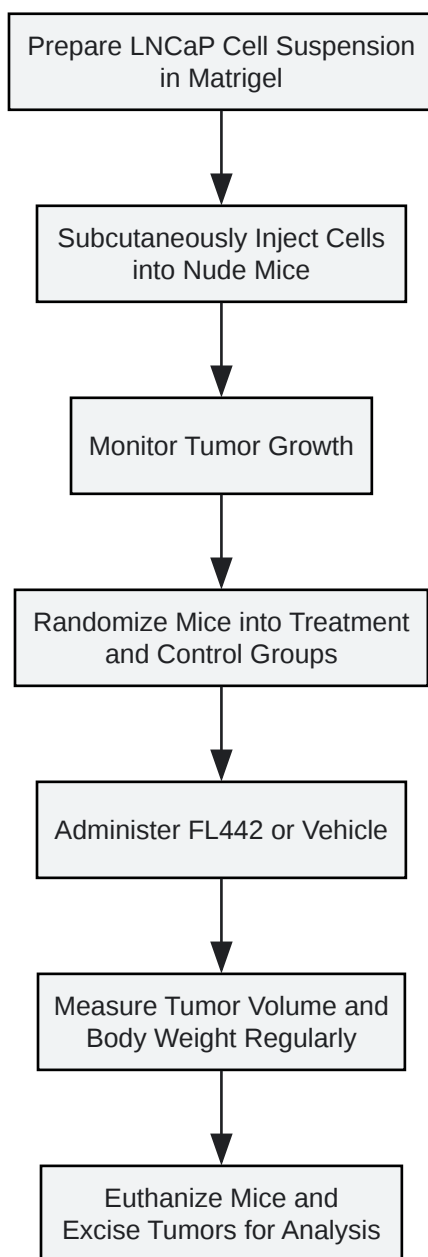 Prepare LNCaP Cell Suspension
in Matrigel
Subcutaneously Inject Cells
into Nude Mice
Monitor Tumor Growth
Randomize Mice into Treatment
and Control Groups
Administer FL442 or Vehicle
Measure Tumor Volume and
Body Weight Regularly
Euthanize Mice and
Excise Tumors for Analysis